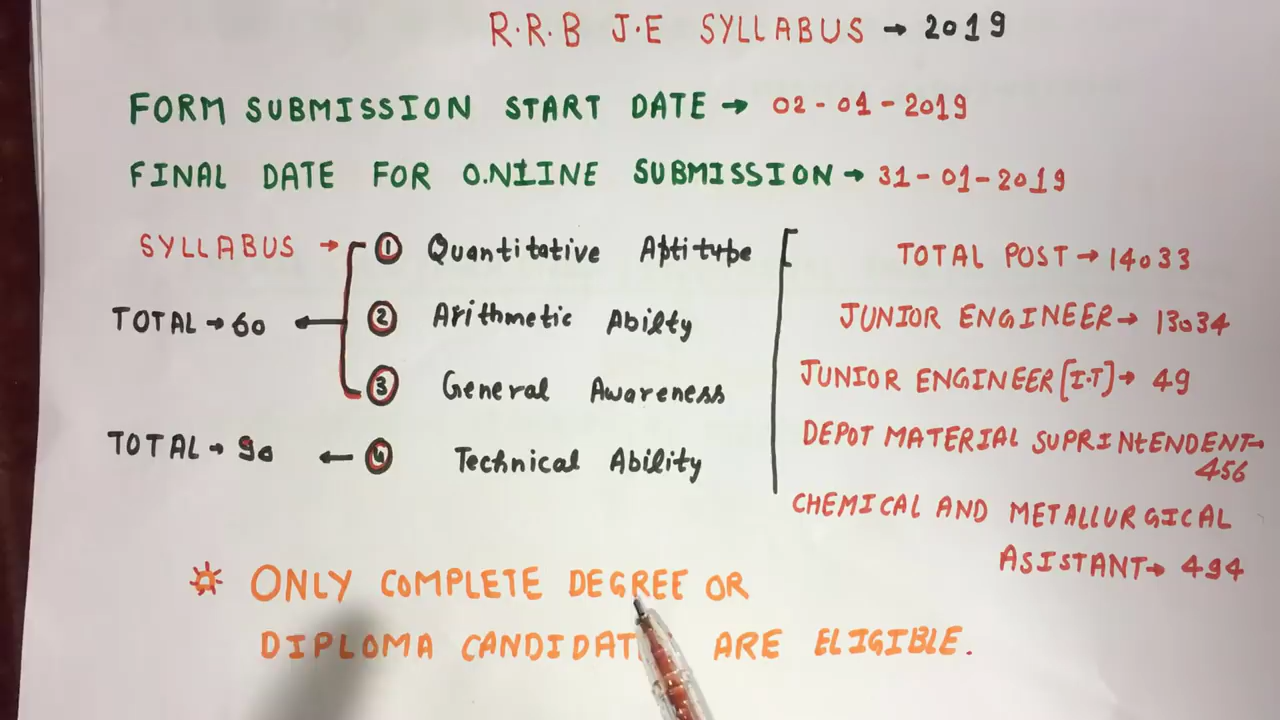 R.R.B J.E SYLLABUS → 2019
FORM SUBMISSION START DATE → 02-01-2019
FINAL DATE FOR O.NLINE SUBMISSION → 31-01-2019
SYLLABUS → ① Quantitative Aptitype
② Arithmetic Abilty
TOTAL → 60
③ General Awareness
TOTAL → 90 ← ④ Technical Ability
TOTAL POST → 14033
JUNIOR ENGINEER → 13034
JUNIOR ENGINEER [I.T] → 49
DEPOT MATERIAL SUPRINtENDENT →
456
CHEMICAL AND METALLURGICAL
ASISTANT → 494
ONLY COMPLETE DEGREE OR
DIPLOMA CANDIDAT ARE ELIGIBLE.